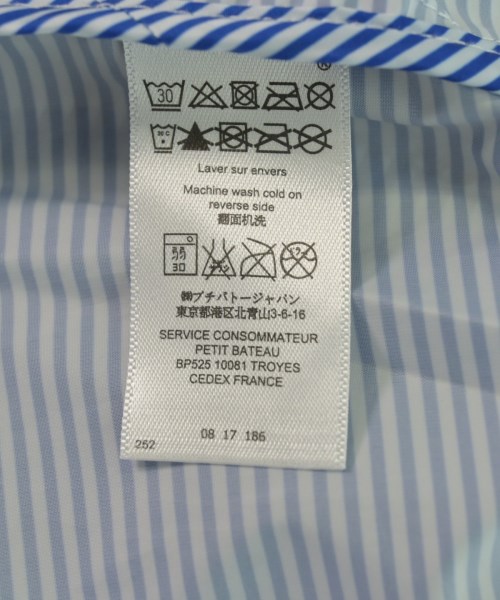 ®
30
30 C
Laver sur envers
Machine wash cold on
reverse side
翻面机洗
弱
30
㈱プチバトージャパン
東京都港区北青山3-6-16
SERVICE CONSOMMATEUR
PETIT BATEAU
BP525 10081 TROYES
CEDEX FRANCE
08 17 186
252